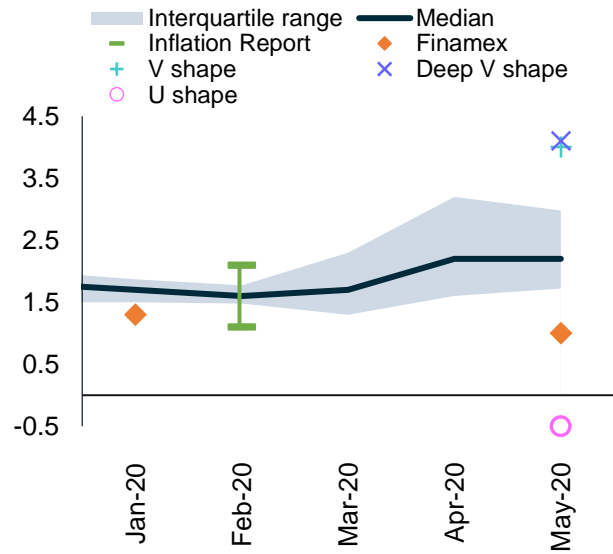 Interquartile range Median
Inflation Report Finamex
V shape Deep V shape
U shape
4.5
3.5
2.5
1.5
0.5
-0.5
Jan-20
Feb-20
Mar-20
Apr-20
May-20